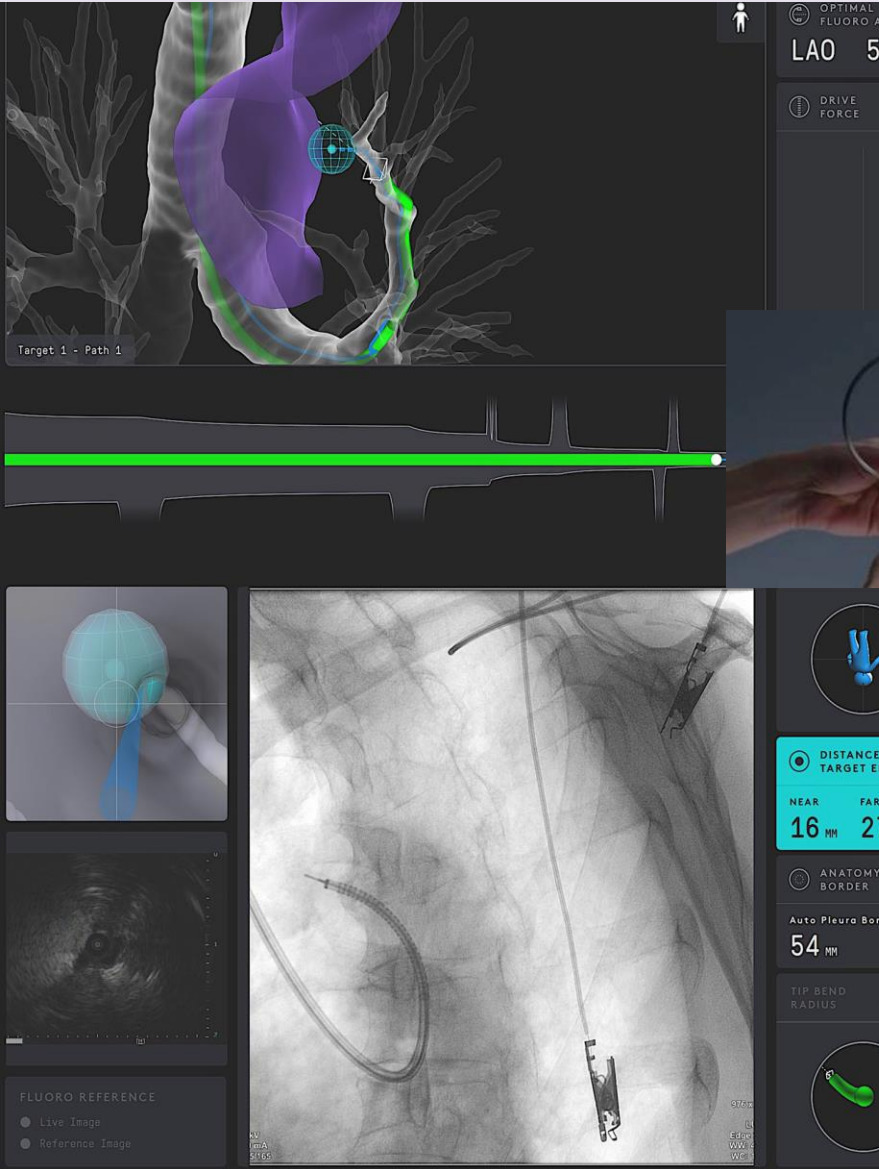 OPTIMAL
FLUORO A
LAO 5
DRIVE
FORCE
Target 1 - Path 1
DISTANCE
TARGET E
NEAR FAR
16 MM 2
ANATOMY
BORDER
Auto Pleura Bor
54 MM
TIP BEND
RADIUS
FLUORO REFERENCE
Live Image
Reference Image